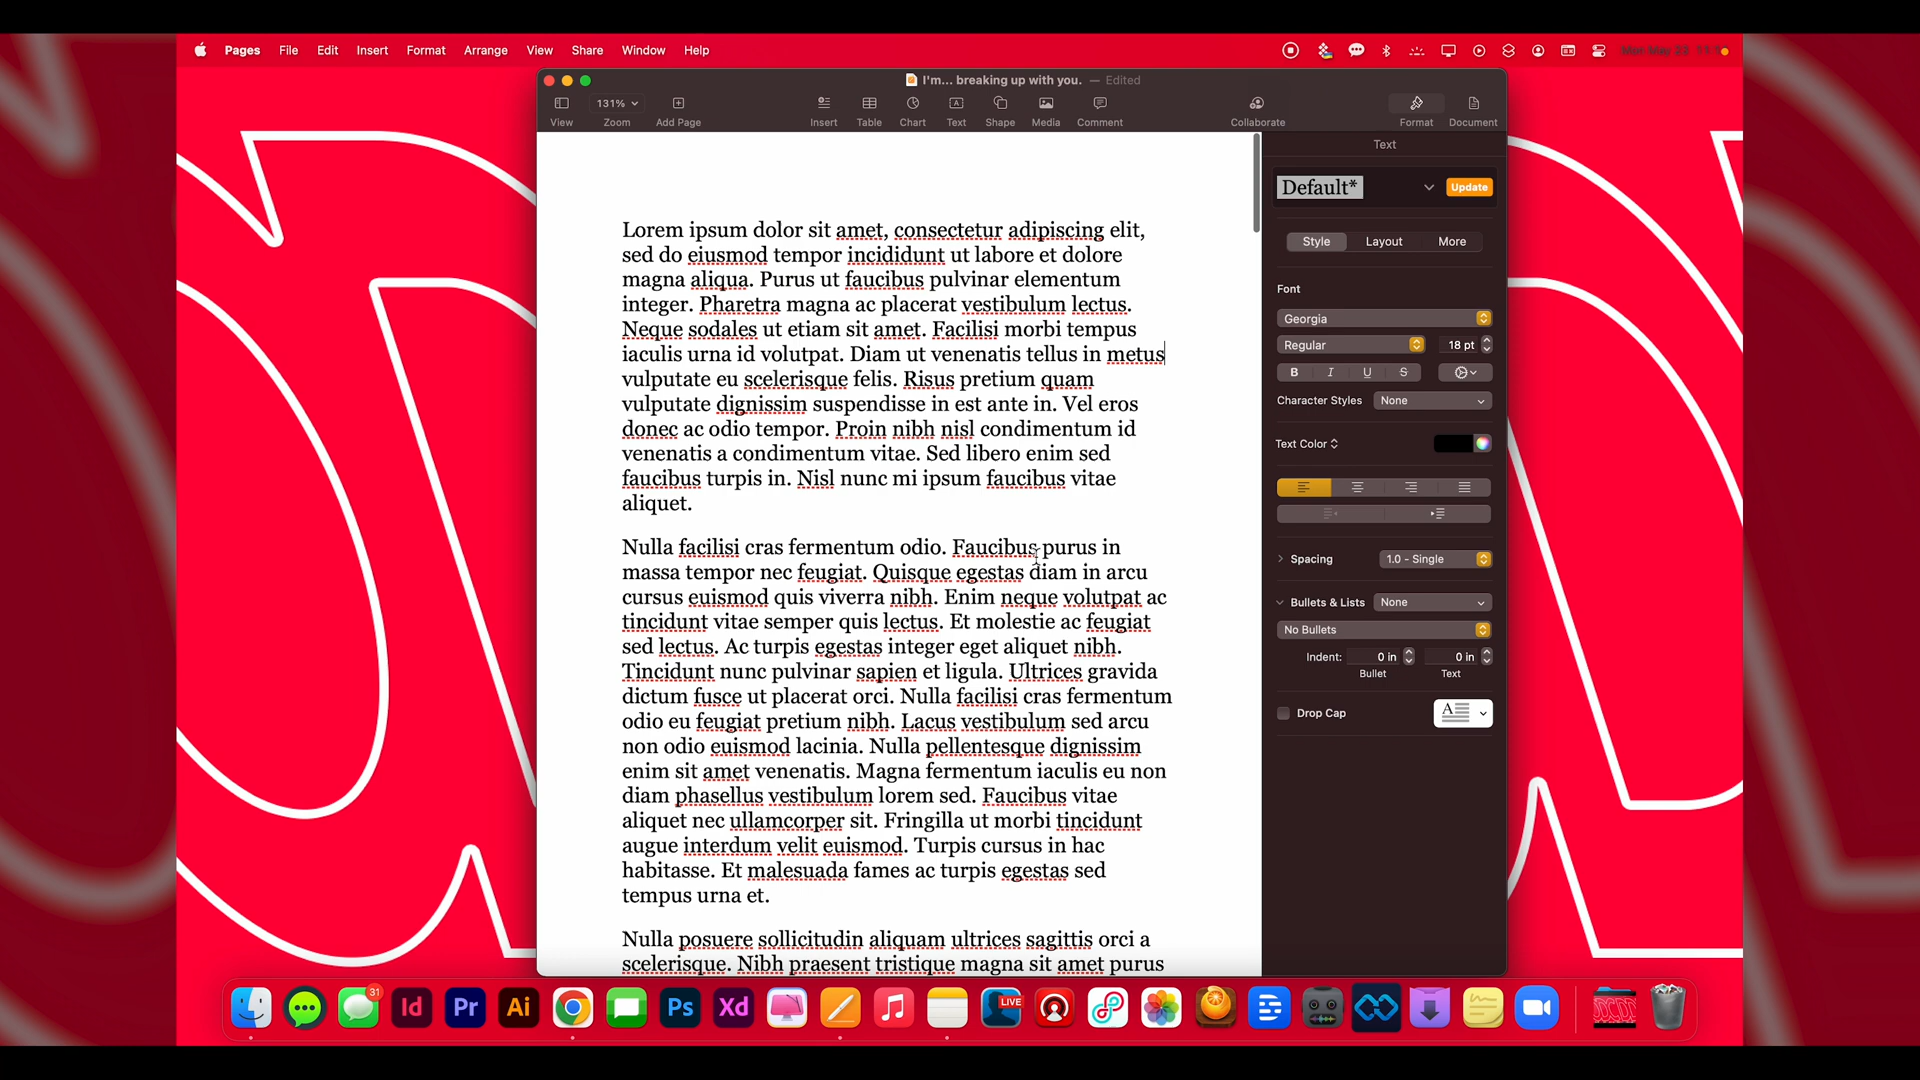 Pages File Edit Insert Format Arrange View Share Window Help
I'm... breaking up with you. — Edited
131%
View Zoom Add Page Insert Table Chart Text Shape Media Comment Collaborate Format Document
Text
Default* Update
Style Layout More
Font
Georgia
Regular 18 pt
B I U S
Character Styles None
Text Color
Spacing 1.0 - Single
Bullets & Lists None
No Bullets
Indent: 0 in 0 in
Bullet Text
Drop Cap
A
Lorem ipsum dolor sit amet, consectetur adipiscing elit,
sed do eiusmod tempor incididunt ut labore et dolore
magna aliqua. Purus ut faucibus pulvinar elementum
integer. Pharetra magna ac placerat vestibulum lectus.
Neque sodales ut etiam sit amet. Facilisi morbi tempus
iaculis urna id volutpat. Diam ut venenatis tellus in metus
vulputate eu scelerisque felis. Risus pretium quam
vulputate dignissim suspendisse in est ante in. Vel eros
donec ac odio tempor. Proin nibh nisl condimentum id
venenatis a condimentum vitae. Sed libero enim sed
faucibus turpis in. Nisl nunc mi ipsum faucibus vitae
aliquet.
Nulla facilisi cras fermentum odio. Faucibus purus in
massa tempor nec feugiat. Quisque egestas diam in arcu
cursus euismod quis viverra nibh. Enim neque volutpat ac
tincidunt vitae semper quis lectus. Et molestie ac feugiat
sed lectus. Ac turpis egestas integer eget aliquet nibh.
Tincidunt nunc pulvinar sapien et ligula. Ultrices gravida
dictum fusce ut placerat orci. Nulla facilisi cras fermentum
odio eu feugiat pretium nibh. Lacus vestibulum sed arcu
non odio euismod lacinia. Nulla pellentesque dignissim
enim sit amet venenatis. Magna fermentum iaculis eu non
diam phasellus vestibulum lorem sed. Faucibus vitae
aliquet nec ullamcorper sit. Fringilla ut morbi tincidunt
augue interdum velit euismod. Turpis cursus in hac
habitasse. Et malesuada fames ac turpis egestas sed
tempus urna et.
Nulla posuere sollicitudin aliquam ultrices sagittis orci a
scelerisque. Nibh praesent tristique magna sit amet purus
31 Id Pr Ai Ps Xd LIVE